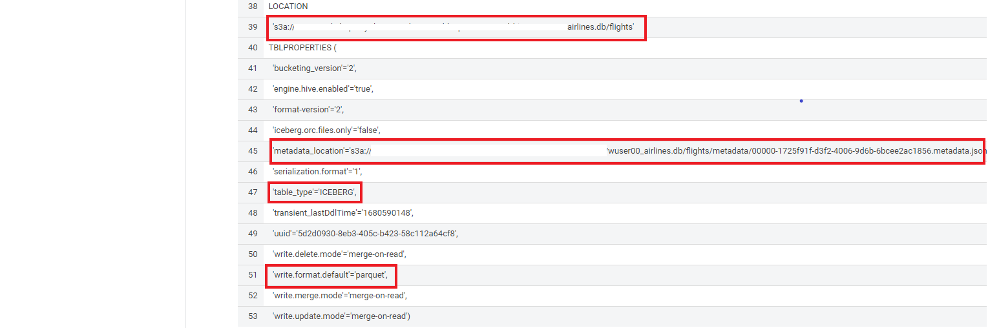 38 LOCATION
39 's3a:// airlines.db/flights'
40 TBLPROPERTIES (
41 'bucketing_version'='2',
42 'engine.hive.enabled'='true',
43 'format-version'='2',
44 'iceberg.orc.files.only'='false',
45 'metadata_location'='s3a:// /wuser00_airlines.db/flights/metadata/00000-1725f91f-d3f2-4006-9d6b-6bcee2ac1856.metadata.json
46 'serialization.format'='1',
47 'table_type'='ICEBERG',
48 'transient_lastDdlTime'='1680590148',
49 'uuid'='5d2d0930-8eb3-405c-b423-58c112a64cf8',
50 'write.delete.mode'='merge-on-read',
51 'write.format.default'='parquet',
52 'write.merge.mode'='merge-on-read',
53 'write.update.mode'='merge-on-read')